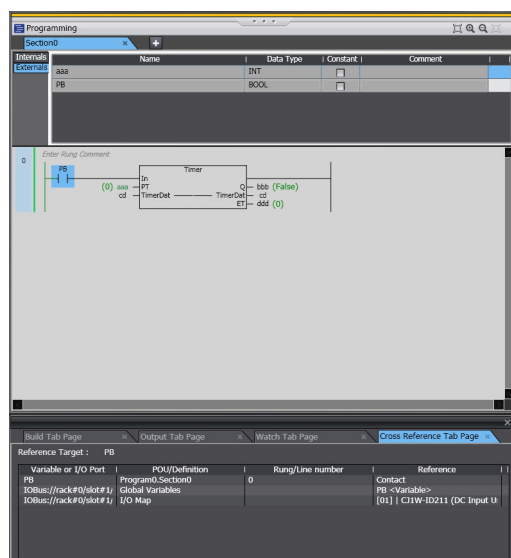 Programming
Section0 × +
Internals
Externals
Name Data Type Constant Comment
aaa INT
PB BOOL
0 Enter Rung Comment
PB Timer
In
(0) aaa PT Q bbb (False)
cd TimerDat TimerDat cd
ET ddd (0)
×
Build Tab Page × Output Tab Page × Watch Tab Page × Cross Reference Tab Page ×
Reference Target : PB
Variable or I/O Port POU/Definition Rung/Line number Reference
PB Program0.Section0 0 Contact
IOBus://rack#0/slot#1/ Global Variables PB <Variable>
IOBus://rack#0/slot#1/ I/O Map [01] | CJ1W-ID211 (DC Input U